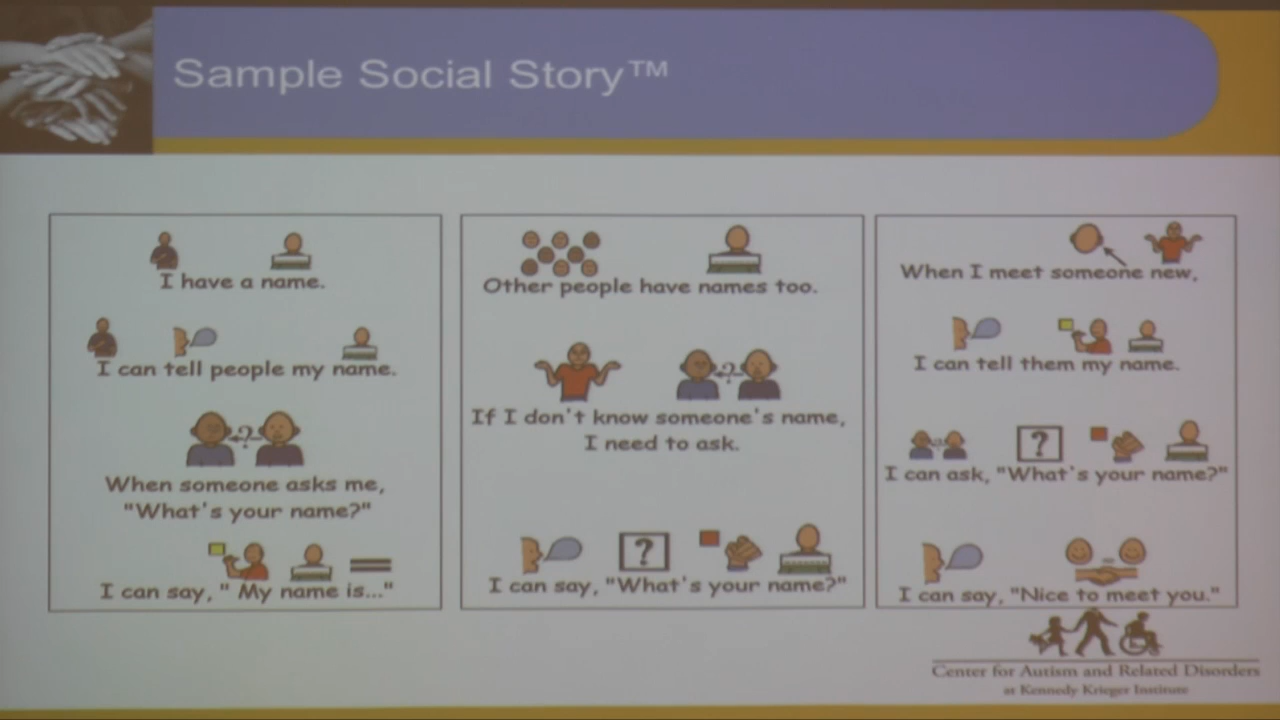 Sample Social Story™
I have a name.
I can tell people my name.
When someone asks me,
"What's your name?"
I can say, " My name is..."
Other people have names too.
If I don't know someone's name,
I need to ask.
I can say, "What's your name?"
When I meet someone new,
I can tell them my name.
I can ask, "What's your name?"
I can say, "Nice to meet you."
Center for Autism and Related Disorders
at Kennedy Krieger Institute